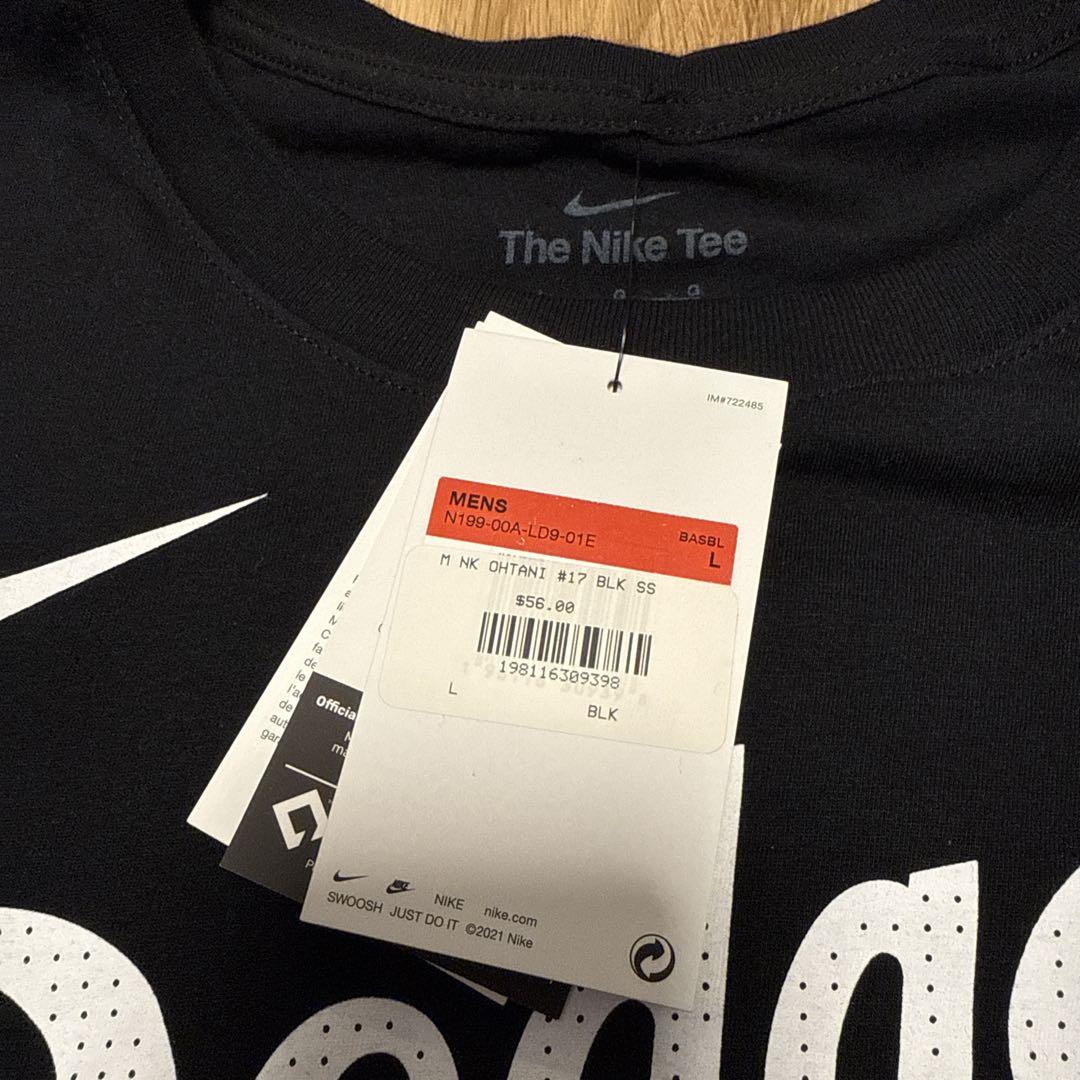 The Nike Tee
IM#722485
MENS
N199-00A-LD9-01E
BASBL
L
M NK OHTANI #17 BLK SS
$56.00
198116309398
L
BLK
Officia
NIKE nike.com
SWOOSH JUST DO IT ©2021 Nike